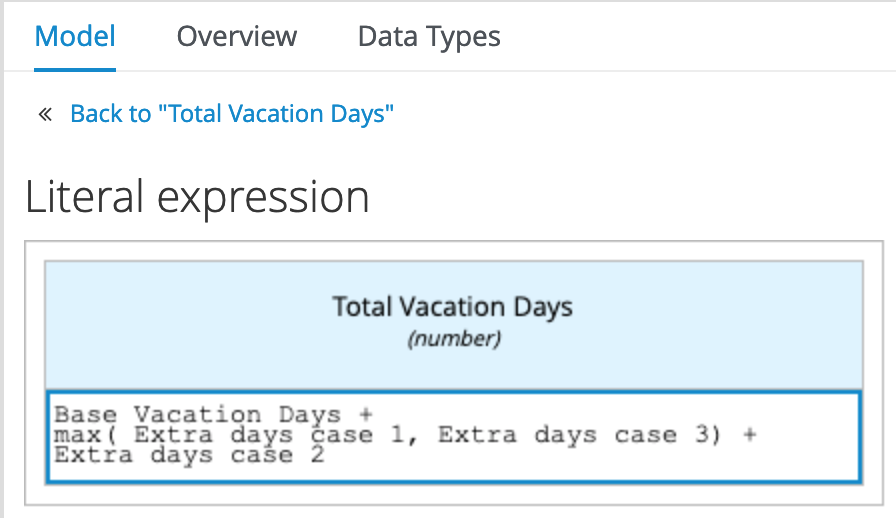 Model Overview Data Types
« Back to "Total Vacation Days"
Literal expression
Total Vacation Days
(number)
Base Vacation Days +
max( Extra days case 1, Extra days case 3) +
Extra days case 2